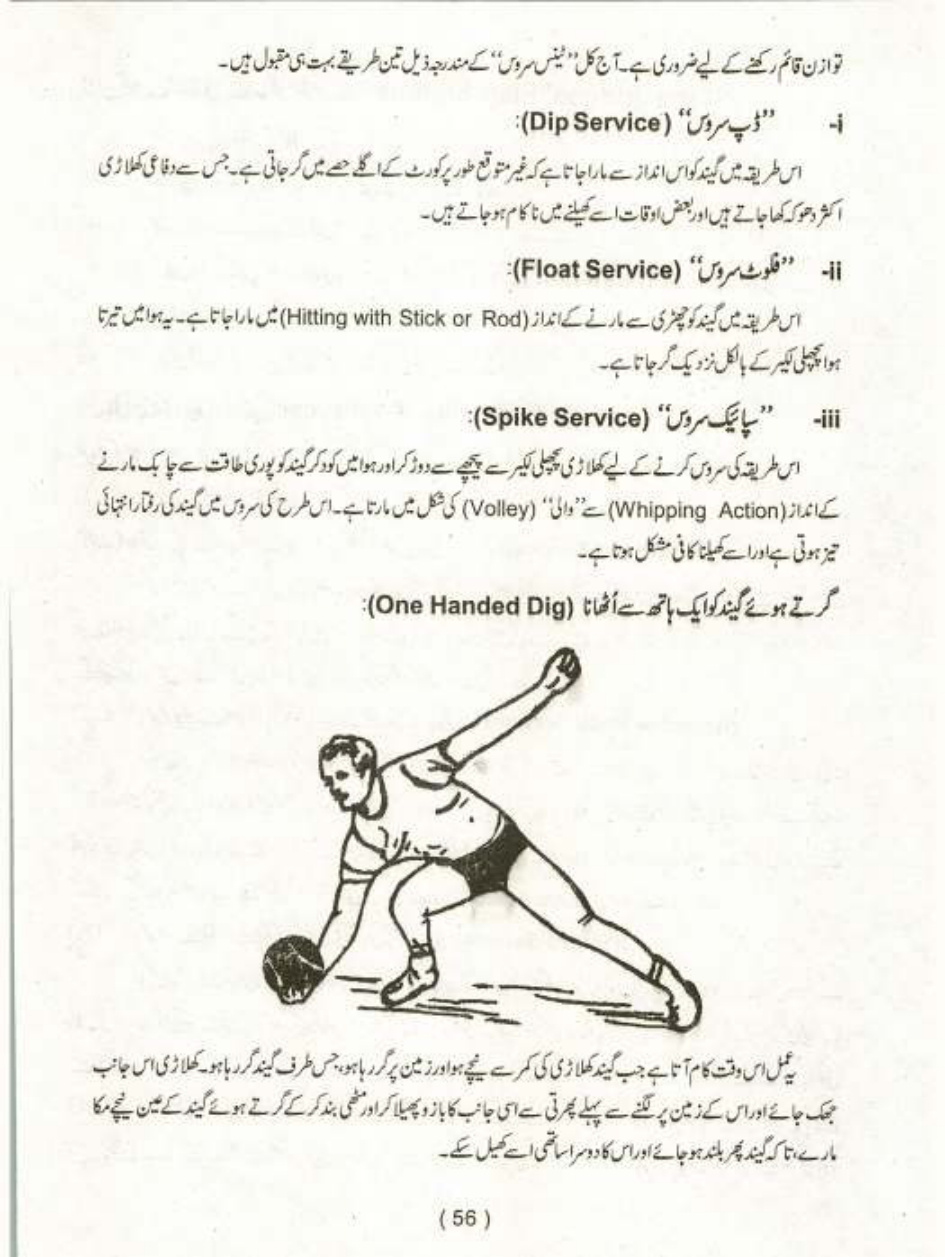 توازن قائم رکھنے کے لیے ضروری ہے۔ آج کل ”ٹینس سروس“ کے مندرجہ ذیل تین طریقے بہت ہی مقبول ہیں۔
i- ”ڈپ سروس“ (Dip Service):
اس طریقہ میں گیند کو اس انداز سے مارا جاتا ہے کہ غیر متوقع طور پر کورٹ کے اگلے حصے میں گر جاتی ہے۔ جس سے دفاعی کھلاڑی
اکثر دھوکہ کھا جاتے ہیں اور بعض اوقات اسے کھیلنے میں ناکام ہو جاتے ہیں۔
ii- ”فلوٹ سروس“ (Float Service):
اس طریقہ میں گیند کو چھڑی سے مارنے کے انداز (Hitting with Stick or Rod) میں مارا جاتا ہے۔ یہ ہوا میں تیرتا
ہوا پچھلی لکیر کے بالکل نزدیک گر جاتا ہے۔
iii- ”سپائیک سروس“ (Spike Service):
اس طریقہ کی سروس کرنے کے لیے کھلاڑی پچھلی لکیر سے پیچھے سے دوڑ کر اور ہوا میں کود کر گیند کو پوری طاقت سے چابک مارنے
کے انداز (Whipping Action) سے ”والی“ (Volley) کی شکل میں مارتا ہے۔ اس طرح کی سروس میں گیند کی رفتار انتہائی
تیز ہوتی ہے اور اسے کھیلنا کافی مشکل ہوتا ہے۔
گرتے ہوئے گیند کو ایک ہاتھ سے اُٹھانا (One Handed Dig):
یہ عمل اس وقت کام آتا ہے جب گیند کھلاڑی کی کمر سے نیچے ہو اور زمین پر گر رہا ہو، جس طرف گیند گر رہا ہو۔ کھلاڑی اس جانب
جھک جائے اور اس کے زمین پر لگنے سے پہلے پھرتی سے اسی جانب کا بازو پھیلا کر اور مٹھی بند کر کے گرتے ہوئے گیند کے عین نیچے مکا
مارے، تاکہ گیند پھر بلند ہو جائے اور اس کا دوسرا ساتھی اسے کھیل سکے۔
( 56 )